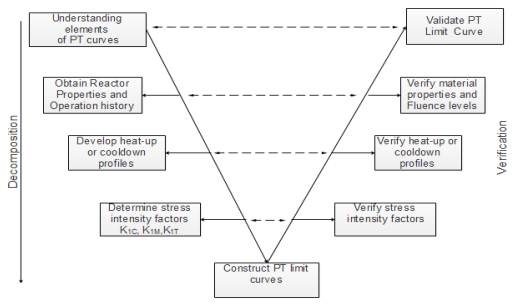 Understanding
elements
of PT curves
Validate PT
Limit Curve
Obtain Reactor
Properties and
Operation history
Verify material
properties and
Fluence levels
Develop heat-up
or cooldown
profiles
Verify heat-up or
cooldown
profiles
Determine stress
intensity factors
K1C, K1M,K1T
Verify stress
intensity factors
Construct PT limit
curves
Decomposition
Verification